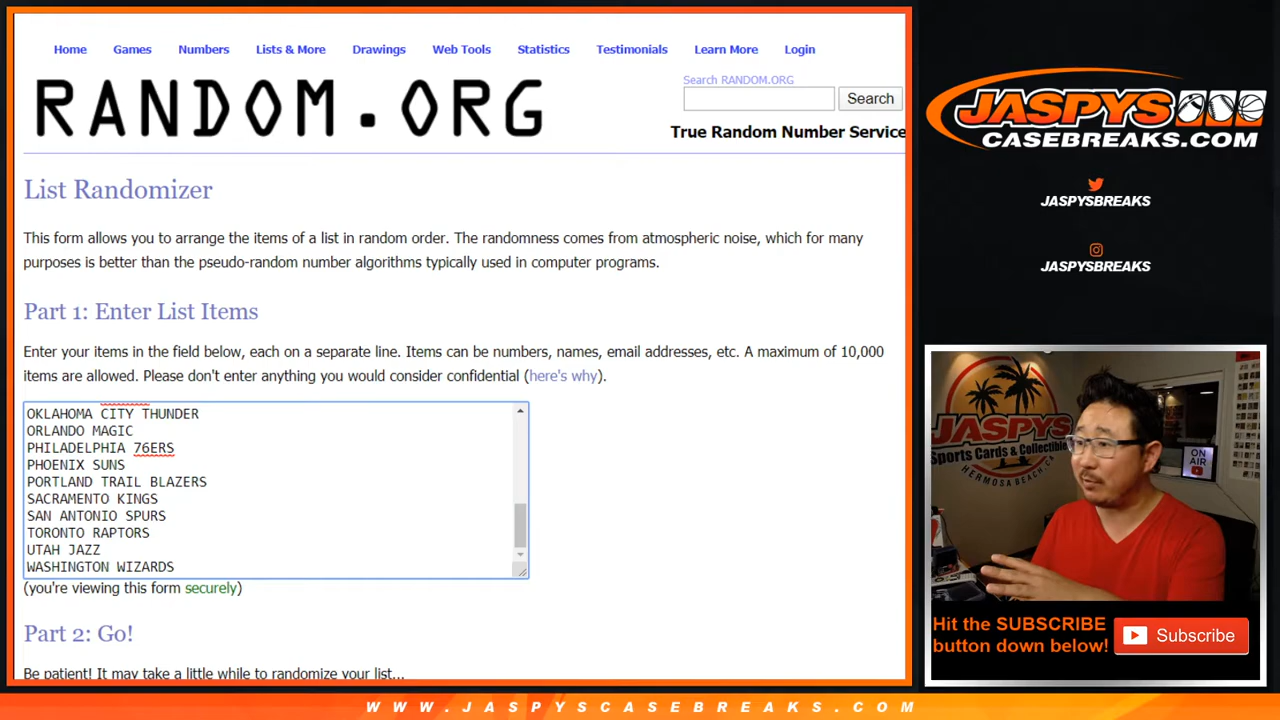 Home Games Numbers Lists & More Drawings Web Tools Statistics Testimonials Learn More Login
RANDOM.ORG
Search RANDOM.ORG
Search
True Random Number Service
List Randomizer
This form allows you to arrange the items of a list in random order. The randomness comes from atmospheric noise, which for many
purposes is better than the pseudo-random number algorithms typically used in computer programs.
Part 1: Enter List Items
Enter your items in the field below, each on a separate line. Items can be numbers, names, email addresses, etc. A maximum of 10,000
items are allowed. Please don't enter anything you would consider confidential (here's why).
OKLAHOMA CITY THUNDER
ORLANDO MAGIC
PHILADELPHIA 76ERS
PHOENIX SUNS
PORTLAND TRAIL BLAZERS
SACRAMENTO KINGS
SAN ANTONIO SPURS
TORONTO RAPTORS
UTAH JAZZ
WASHINGTON WIZARDS
(you're viewing this form securely)
Part 2: Go!
Be patient! It may take a little while to randomize your list...
JASPYS
CASEBREAKS.COM
JASPYSBREAKS
JASPYSBREAKS
JASPYS
Sports Cards & Collectibl
HERMOSA BEACH, CA
ON
AIR
Hit the SUBSCRIBE
button down below!
Subscribe
WWW.JASPYSCASEBREAKS.COM